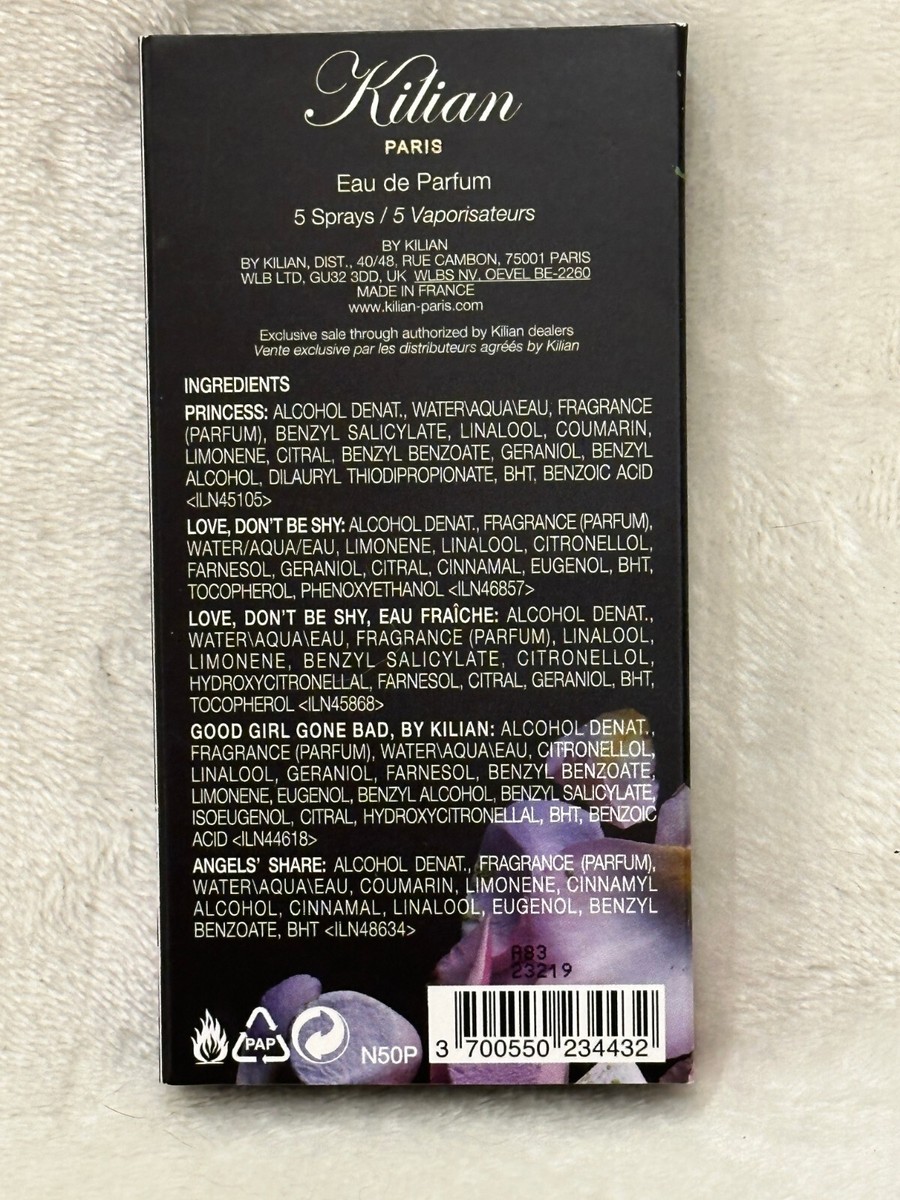 Kilian
PARIS
Eau de Parfum
5 Sprays / 5 Vaporisateurs
BY KILIAN
BY KILIAN, DIST., 40/48, RUE CAMBON, 75001 PARIS
WLB LTD, GU32 3DD, UK WLBS NV, OEVEL BE-2260
MADE IN FRANCE
www.kilian-paris.com
Exclusive sale through authorized by Kilian dealers
Vente exclusive par les distributeurs agréés by Kilian
INGREDIENTS
PRINCESS: ALCOHOL DENAT., WATER\AQUA\EAU, FRAGRANCE
(PARFUM), BENZYL SALICYLATE, LINALOOL, COUMARIN,
LIMONENE, CITRAL, BENZYL BENZOATE, GERANIOL, BENZYL
ALCOHOL, DILAURYL THIODIPROPIONATE, BHT, BENZOIC ACID
<ILN45105>
LOVE, DON'T BE SHY: ALCOHOL DENAT., FRAGRANCE (PARFUM),
WATER/AQUA/EAU, LIMONENE, LINALOOL, CITRONELLOL,
FARNESOL, GERANIOL, CITRAL, CINNAMAL, EUGENOL, BHT,
TOCOPHEROL, PHENOXYETHANOL <ILN46857>
LOVE, DON'T BE SHY, EAU FRAÎCHE: ALCOHOL DENAT.,
WATER\AQUA\EAU, FRAGRANCE (PARFUM), LINALOOL,
LIMONENE, BENZYL SALICYLATE, CITRONELLOL,
HYDROXYCITRONELLAL, FARNESOL, CITRAL, GERANIOL, BHT,
TOCOPHEROL <ILN45868>
GOOD GIRL GONE BAD, BY KILIAN: ALCOHOL DENAT.,
FRAGRANCE (PARFUM), WATER\AQUA\EAU, CITRONELLOL,
LINALOOL, GERANIOL, FARNESOL, BENZYL BENZOATE,
LIMONENE, EUGENOL, BENZYL ALCOHOL, BENZYL SALICYLATE,
ISOEUGENOL, CITRAL, HYDROXYCITRONELLAL, BHT, BENZOIC
ACID <ILN44618>
ANGELS' SHARE: ALCOHOL DENAT., FRAGRANCE (PARFUM),
WATER\AQUA\EAU, COUMARIN, LIMONENE, CINNAMYL
ALCOHOL, CINNAMAL, LINALOOL, EUGENOL, BENZYL
BENZOATE, BHT <ILN48634>
A83
23219
PAP
N50P
3 700550 234432